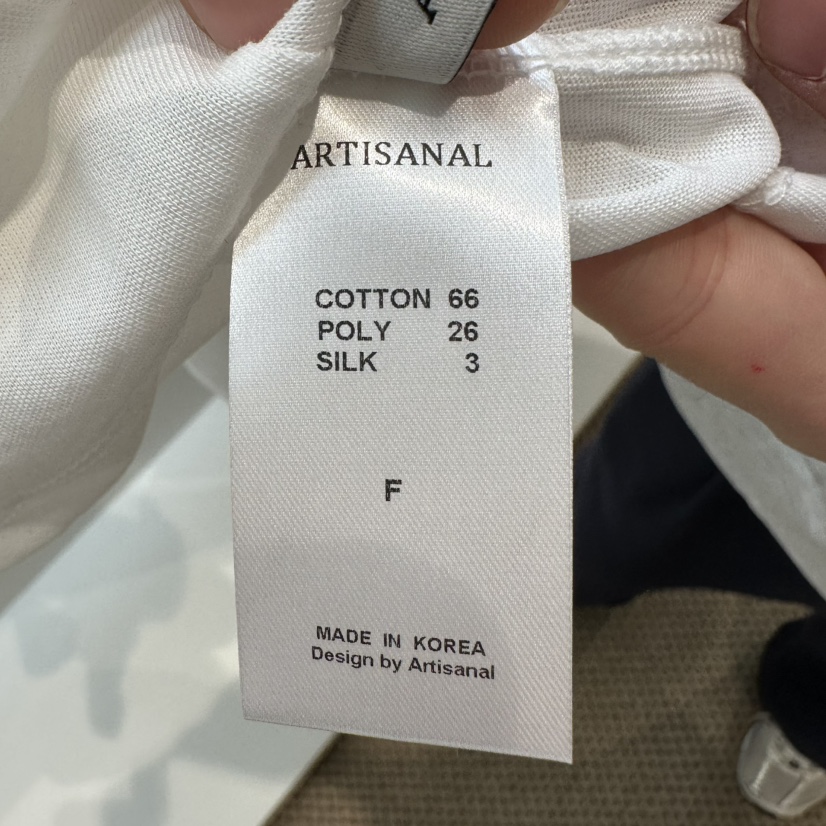 ARTISANAL
COTTON 66
POLY 26
SILK 3
F
MADE IN KOREA
Design by Artisanal